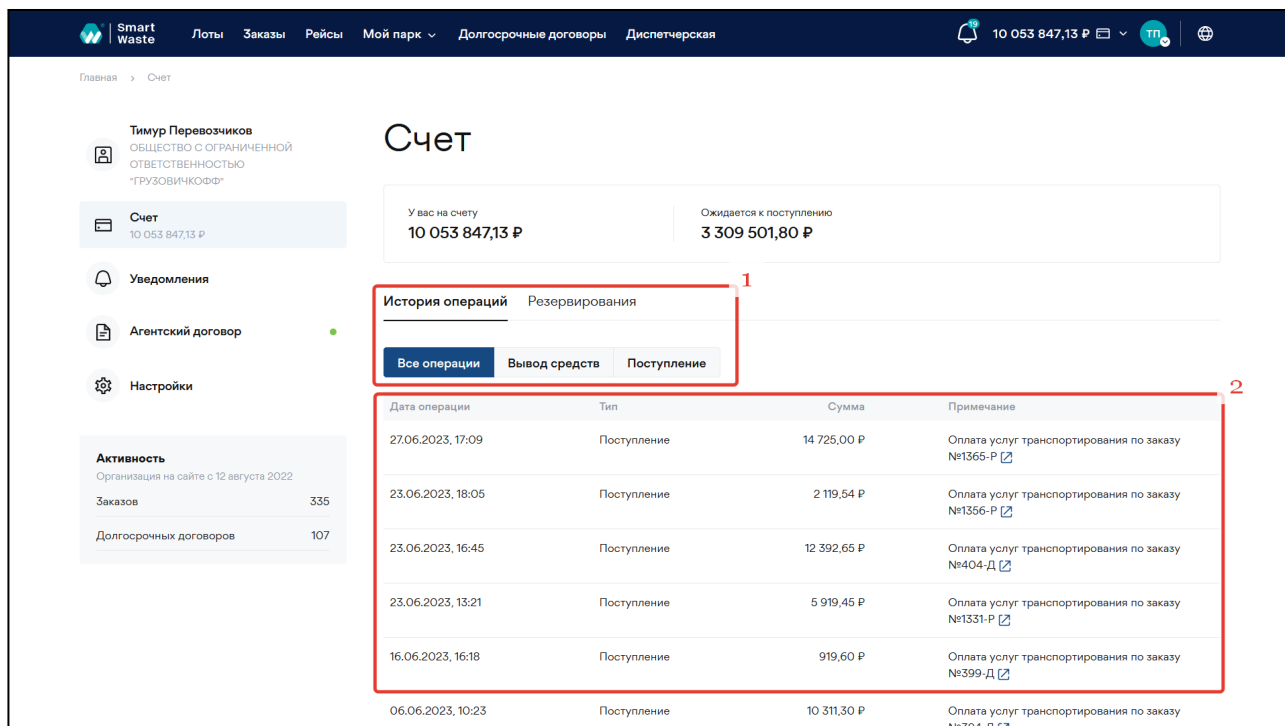 Smart
Waste
Лоты Заказы Рейсы Мой парк Долгосрочные договоры Диспетчерская
19
10 053 847,13 ₽
ТП
Главная > Счет
Тимур Перевозчиков
ОБЩЕСТВО С ОГРАНИЧЕННОЙ
ОТВЕТСТВЕННОСТЬЮ
"ГРУЗОВИЧКОФФ"
Счет
10 053 847,13 ₽
Уведомления
Агентский договор
Настройки
Активность
Организация на сайте с 12 августа 2022
Заказов 335
Долгосрочных договоров 107
Счет
У вас на счету
10 053 847,13 ₽
Ожидается к поступлению
3 309 501,80 ₽
1
История операций Резервирования
Все операции Вывод средств Поступление
2
Дата операции Тип Сумма Примечание
27.06.2023, 17:09 Поступление 14 725,00 ₽ Оплата услуг транспортирования по заказу
№1365-Р
23.06.2023, 18:05 Поступление 2 119,54 ₽ Оплата услуг транспортирования по заказу
№1356-Р
23.06.2023, 16:45 Поступление 12 392,65 ₽ Оплата услуг транспортирования по заказу
№404-Д
23.06.2023, 13:21 Поступление 5 919,45 ₽ Оплата услуг транспортирования по заказу
№1331-Р
16.06.2023, 16:18 Поступление 919,60 ₽ Оплата услуг транспортирования по заказу
№399-Д
06.06.2023, 10:23 Поступление 10 311,30 ₽ Оплата услуг транспортирования по заказу